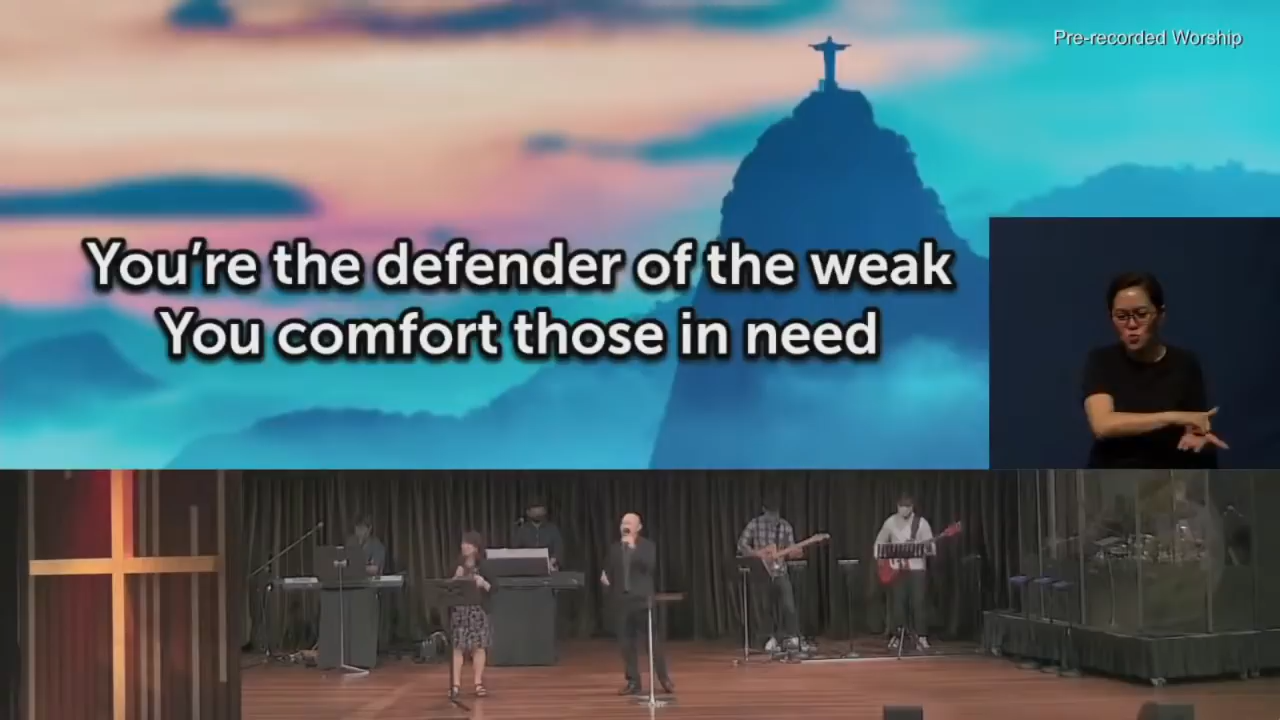 Pre-recorded Worship
You're the defender of the weak
You comfort those in need